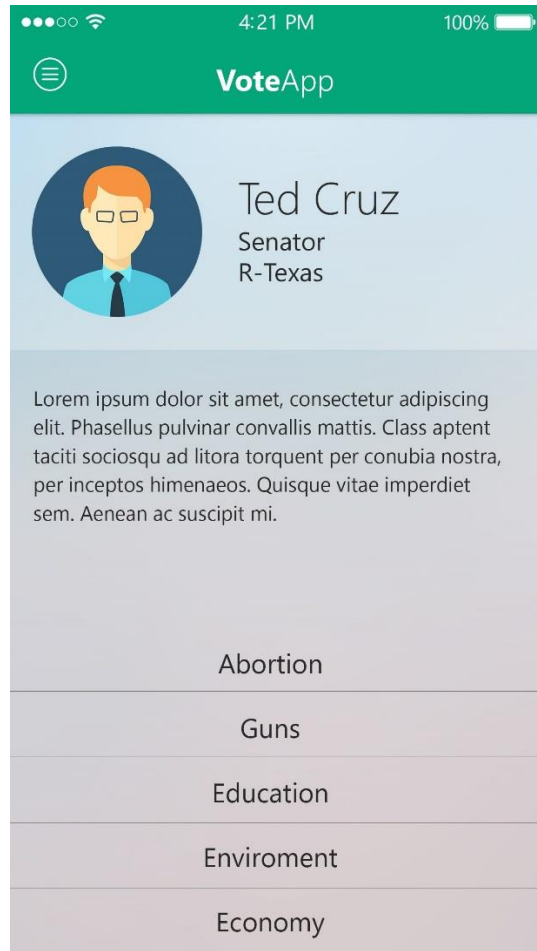 4:21 PM 100%
VoteApp
Ted Cruz
Senator
R-Texas
Lorem ipsum dolor sit amet, consectetur adipiscing
elit. Phasellus pulvinar convallis mattis. Class aptent
taciti sociosqu ad litora torquent per conubia nostra,
per inceptos himenaeos. Quisque vitae imperdiet
sem. Aenean ac suscipit mi.
Abortion
Guns
Education
Enviroment
Economy